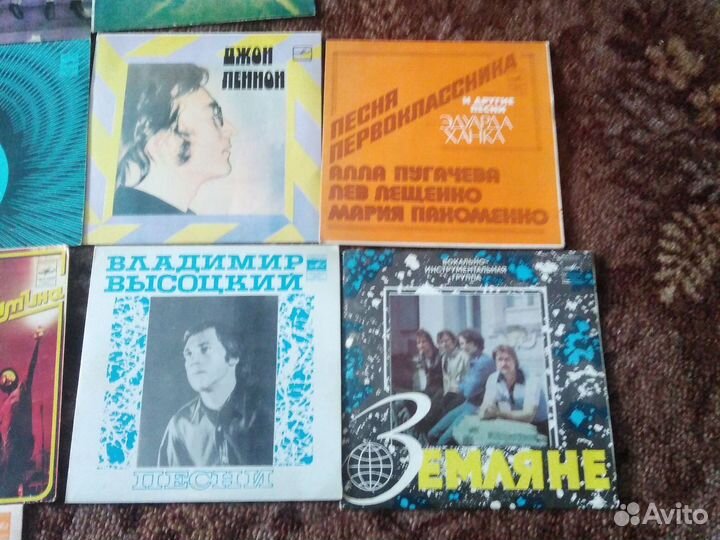 ДЖОН
ЛЕННОН
ПЕСНЯ
ПЕРВОКЛАССНИКА
И ДРУГИЕ
ПЕСНИ
ЭДУАРДА
ХАНКА
АЛЛА ПУГАЧЕВА
ЛЕВ ЛЕЩЕНКО
МАРИЯ ПАХОМЕНКО
ВЛАДИМИР
ВЫСОЦКИЙ
ПЕСНИ
ВОКАЛЬНО-
ИНСТРУМЕНТАЛЬНАЯ
ГРУППА
ЗЕМЛЯНЕ
Avito